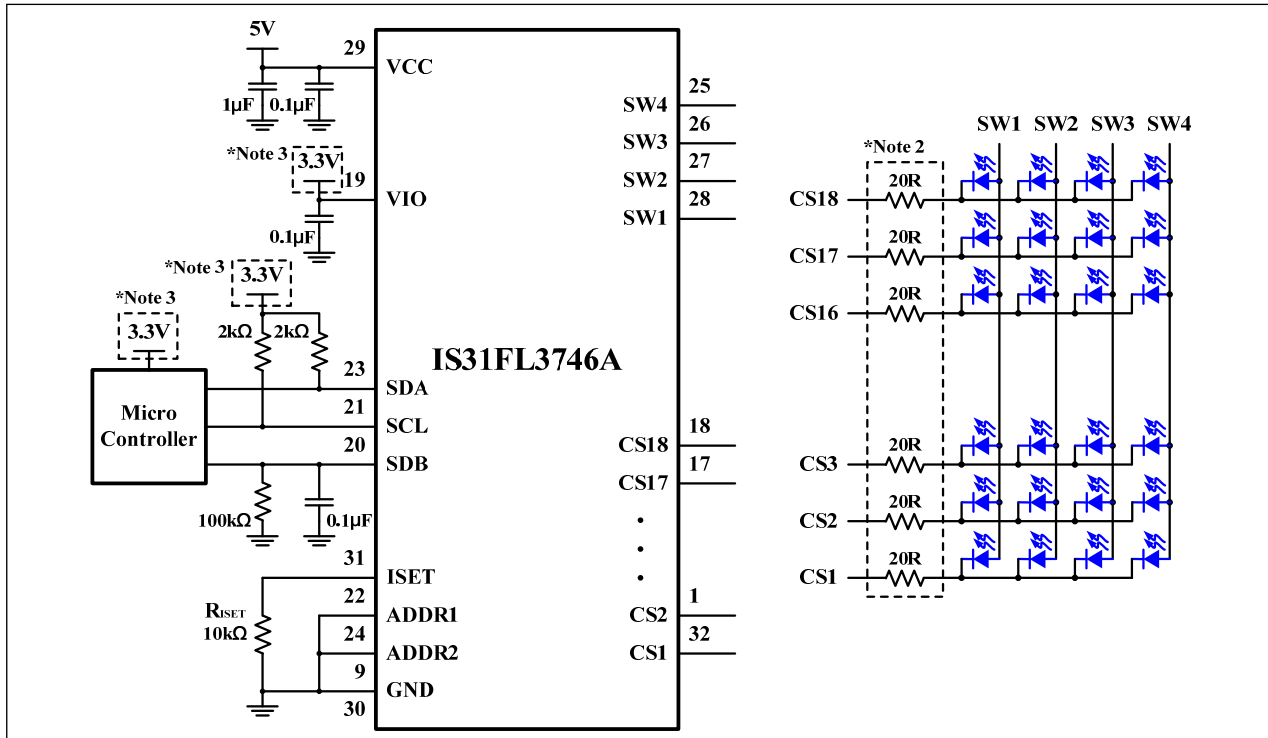 5V
29
VCC
1µF
0.1µF
*Note 3
3.3V
19
VIO
0.1µF
*Note 3
3.3V
*Note 3
3.3V
2kΩ
2kΩ
23
SDA
21
SCL
20
SDB
Micro
Controller
100kΩ
0.1µF
31
ISET
22
ADDR1
24
ADDR2
9
GND
30
RISET
10kΩ
IS31FL3746A
25
SW4
26
SW3
27
SW2
28
SW1
18
CS18
17
CS17
1
CS2
32
CS1
SW1 SW2 SW3 SW4
*Note 2
CS18 20R
CS17 20R
CS16 20R
CS3 20R
CS2 20R
CS1 20R